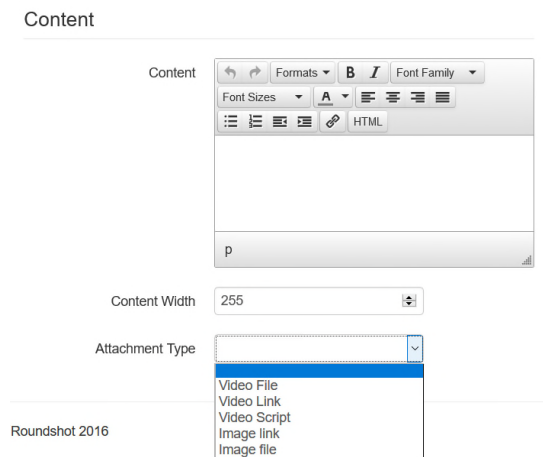 Content
Content
Formats B I Font Family
Font Sizes A
HTML
p
Content Width 255
Attachment Type
Video File
Video Link
Video Script
Image link
Roundshot 2016
Image file